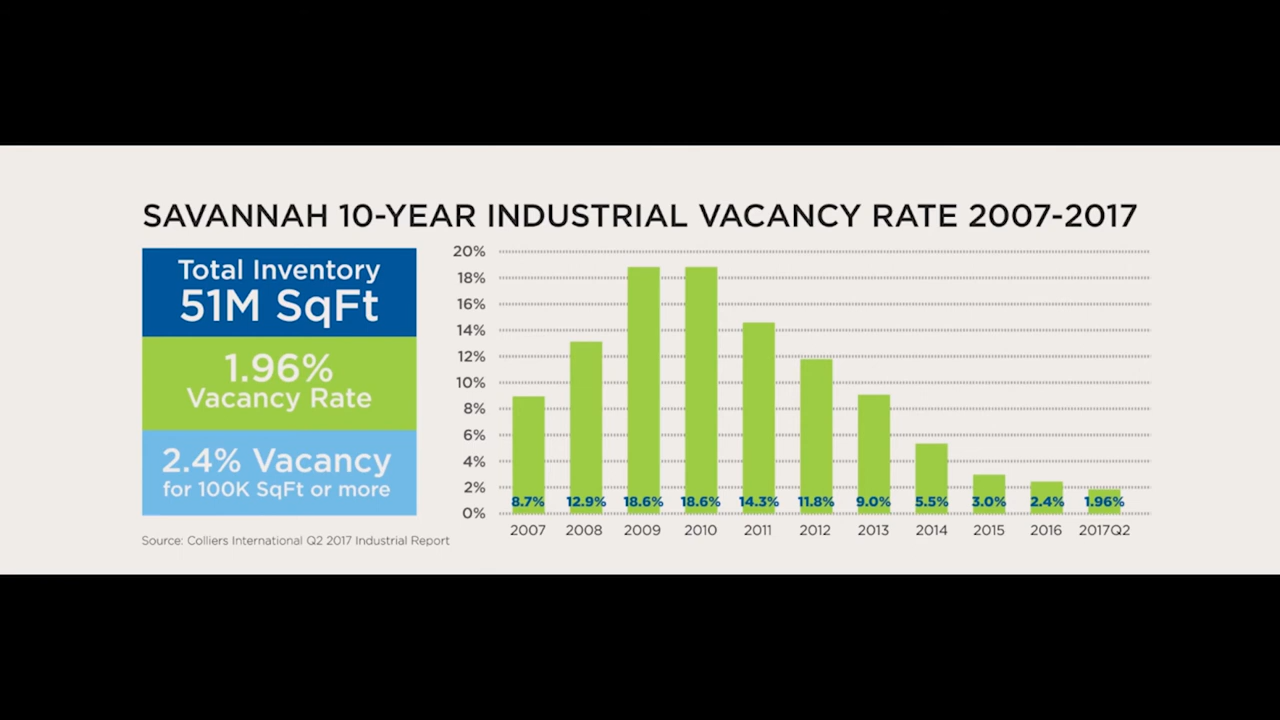 SAVANNAH 10-YEAR INDUSTRIAL VACANCY RATE 2007-2017
Total Inventory
51M SqFt
1.96%
Vacancy Rate
2.4% Vacancy
for 100K SqFt or more
Source: Colliers International Q2 2017 Industrial Report
20%
18%
16%
14%
12%
10%
8%
6%
4%
2%
0%
8.7% 12.9% 18.6% 18.6% 14.3% 11.8% 9.0% 5.5% 3.0% 2.4% 1.96%
2007 2008 2009 2010 2011 2012 2013 2014 2015 2016 2017Q2